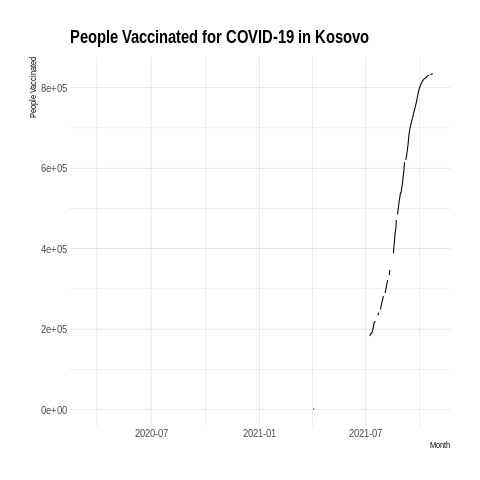 People Vaccinated for COVID-19 in Kosovo
People Vaccinated
8e+05
6e+05
4e+05
2e+05
0e+00
2020-07
2021-01
2021-07
Month